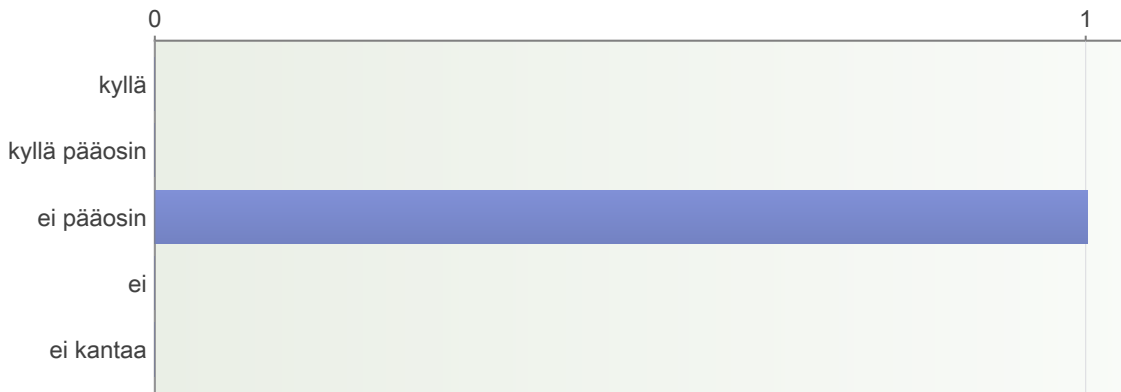 0 1
kyllä
kyllä pääosin
ei pääosin
ei
ei kantaa